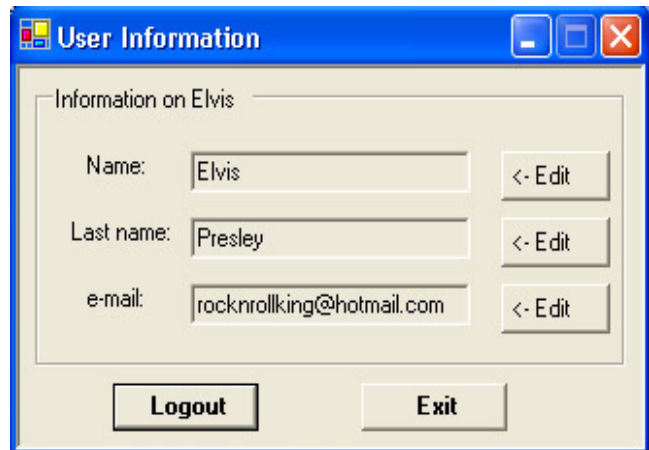 User Information
Information on Elvis
Name: Elvis <- Edit
Last name: Presley <- Edit
e-mail: rocknrollking@hotmail.com <- Edit
Logout Exit